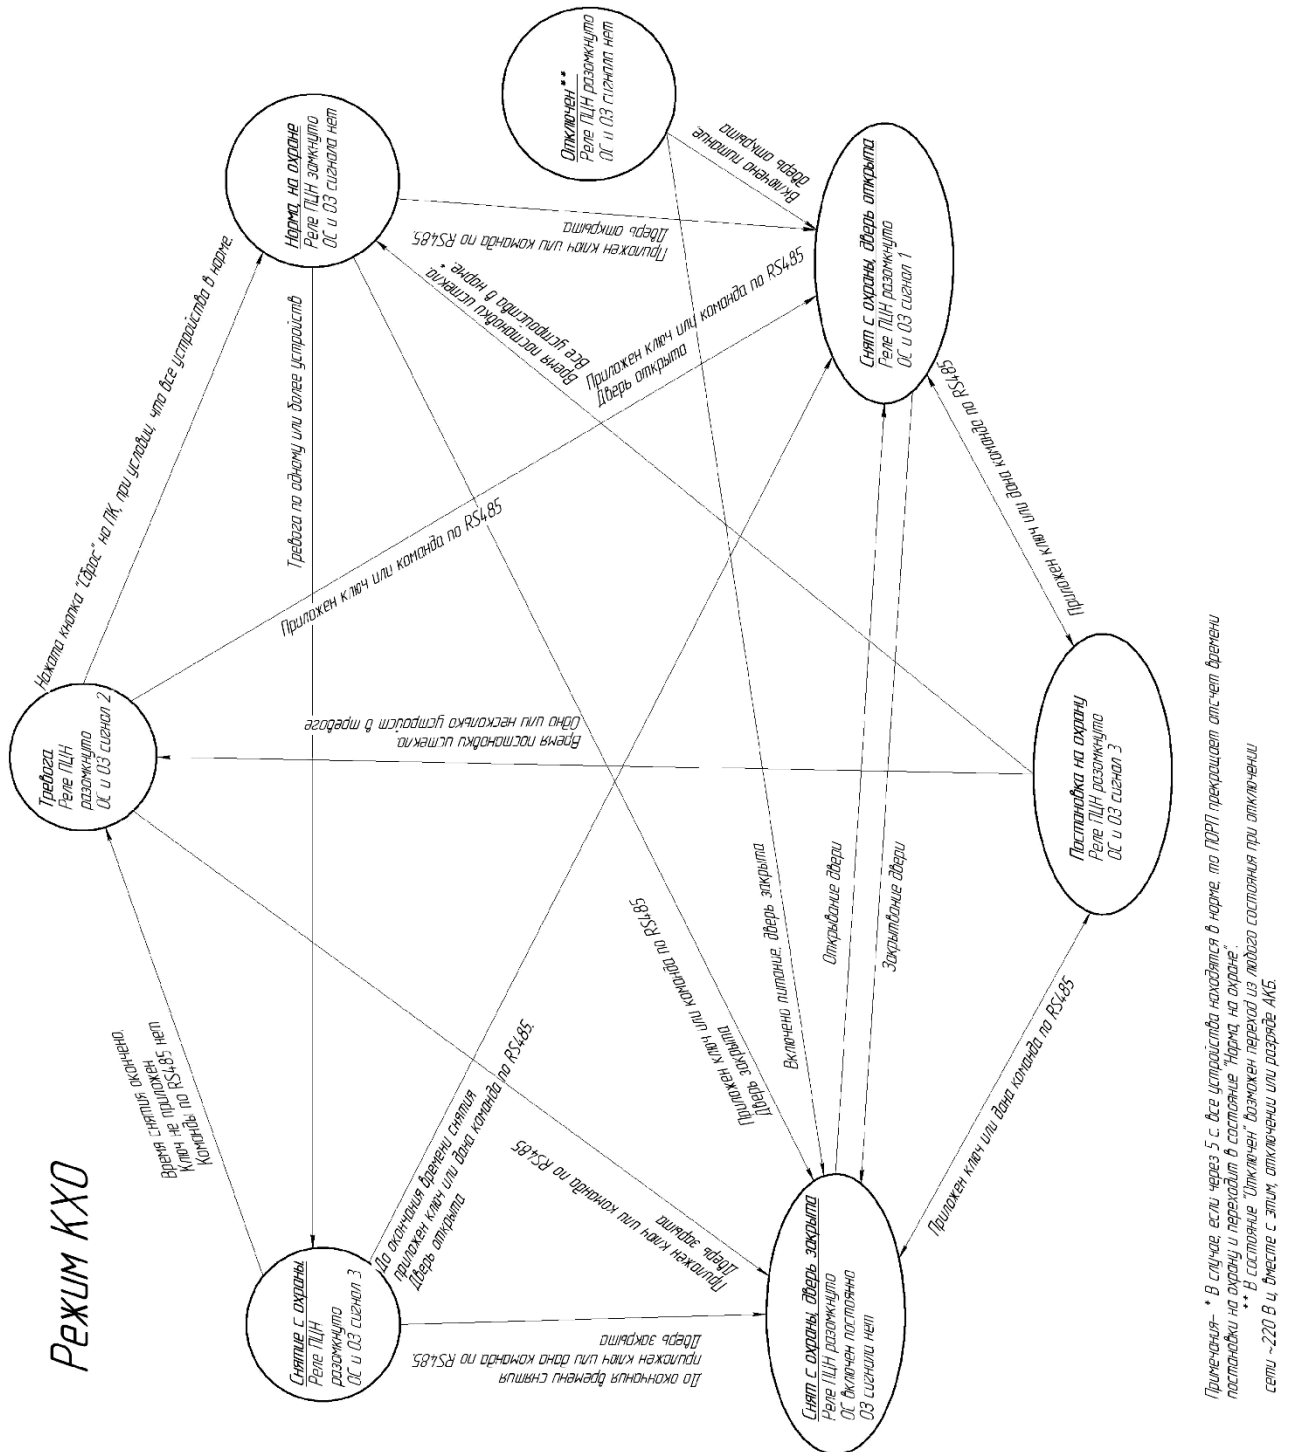 Режим КХО
Тревога
Реле ПЦН
разомкнуто
ОС и ОЗ сигнал 2
Норма, на охране
Реле ПЦН замкнуто
ОС и ОЗ сигнала нет
Отключен**
Реле ПЦН разомкнуто
ОС и ОЗ сигнала нет
Снят с охраны, дверь открыта
Реле ПЦН разомкнуто
ОС и ОЗ сигнал 1
Постановка на охрану
Реле ПЦН разомкнуто
ОС и ОЗ сигнал 3
Снят с охраны, дверь закрыта
Реле ПЦН разомкнуто
ОС включен постоянно
ОЗ сигнала нет
Снятие с охраны
Реле ПЦН
разомкнуто
ОС и ОЗ сигнал 3
Нажата кнопка "Сброс" на ПК, при условии, что все устройства в норме.
Тревога по одному или более устройств
Приложен ключ или команда по RS485.
Дверь открыта
Включено питание,
дверь открыта
Время постановки истекло.
Все устройства в норме. *
Приложен ключ или команда по RS485
Дверь открыта
Приложен ключ или команда по RS485
Время постановки истекло.
Одно или несколько устройств в тревоге
Приложен ключ или дана команда по RS485
Время снятия окончено.
Ключ не приложен
Команды по RS485 нет
До окончания времени снятия
приложен ключ или дана команда по RS485.
Дверь открыта
Приложен ключ или команда по RS485
Дверь зарыта
До окончания времени снятия
приложен ключ или дана команда по RS485.
Дверь закрыта
Приложен ключ или команда по RS485
Приложен ключ или команда по RS485
Дверь закрыта
Включено питание, дверь закрыта
Открывание двери
Закрытвание двери
Приложен ключ или дана команда по RS485
Примечания– * В случае, если через 5 с. все устройства находятся в норме, то ПОРП прекращает отсчет времени
постановки на охрану и переходит в состояние "Норма, на охране".
** В состояние "Отключен" возможен переход из любого состояния при отключении
сети ~220 В и, вместе с этим, отключении или разряде АКБ.